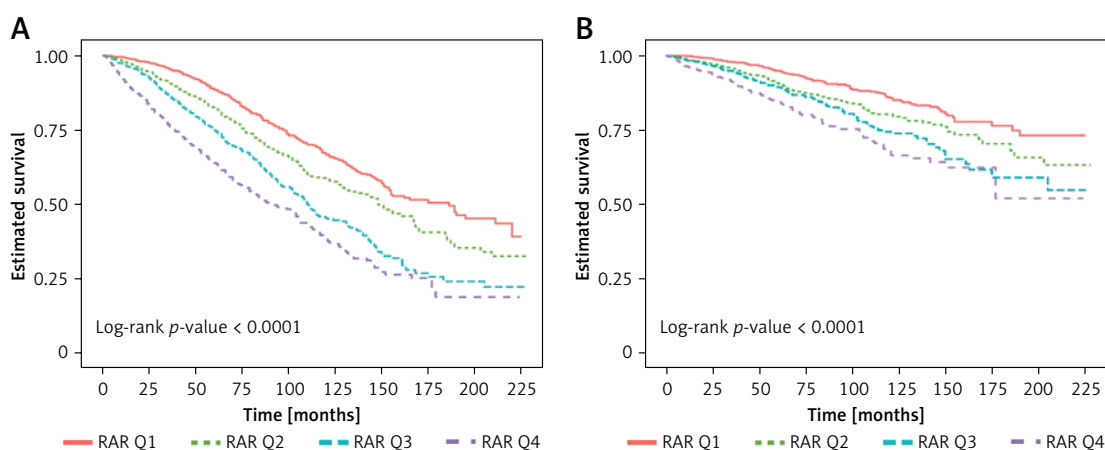 A
Estimated survival
1.00
0.75
0.50
0.25
0
Log-rank p-value < 0.0001
0 25 50 75 100 125 150 175 200 225
Time [months]
RAR Q1 RAR Q2 RAR Q3 RAR Q4
B
Estimated survival
1.00
0.75
0.50
0.25
0
Log-rank p-value < 0.0001
0 25 50 75 100 125 150 175 200 225
Time [months]
RAR Q1 RAR Q2 RAR Q3 RAR Q4